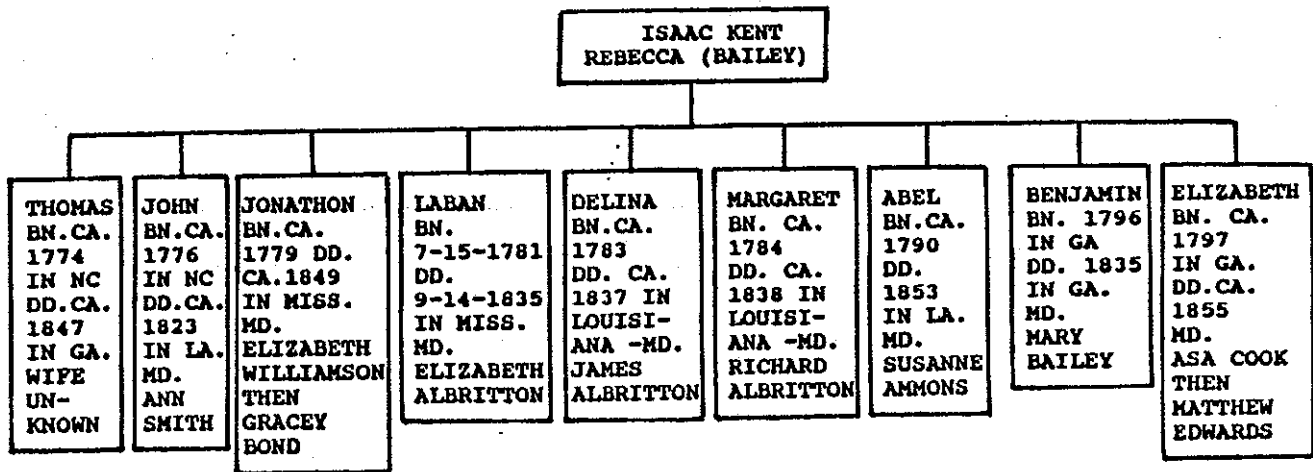 ISAAC KENT
REBECCA (BAILEY)
THOMAS
BN.CA.
1774
IN NC
DD.CA.
1847
IN GA.
WIFE
UN-
KNOWN
JOHN
BN.CA.
1776
IN NC
DD.CA.
1823
IN LA.
MD.
ANN
SMITH
JONATHON
BN.CA.
1779 DD.
CA.1849
IN MISS.
MD.
ELIZABETH
WILLIAMSON
THEN
GRACEY
BOND
LABAN
BN.
7-15-1781
DD.
9-14-1835
IN MISS.
MD.
ELIZABETH
ALBRITTON
DELINA
BN.CA.
1783
DD. CA.
1837 IN
LOUISI-
ANA -MD.
JAMES
ALBRITTON
MARGARET
BN. CA.
1784
DD. CA.
1838 IN
LOUISI-
ANA -MD.
RICHARD
ALBRITTON
ABEL
BN.CA.
1790
DD.
1853
IN LA.
MD.
SUSANNE
AMMONS
BENJAMIN
BN. 1796
IN GA
DD. 1835
IN GA.
MD.
MARY
BAILEY
ELIZABETH
BN. CA.
1797
IN GA.
DD.CA.
1855
MD.
ASA COOK
THEN
MATTHEW
EDWARDS